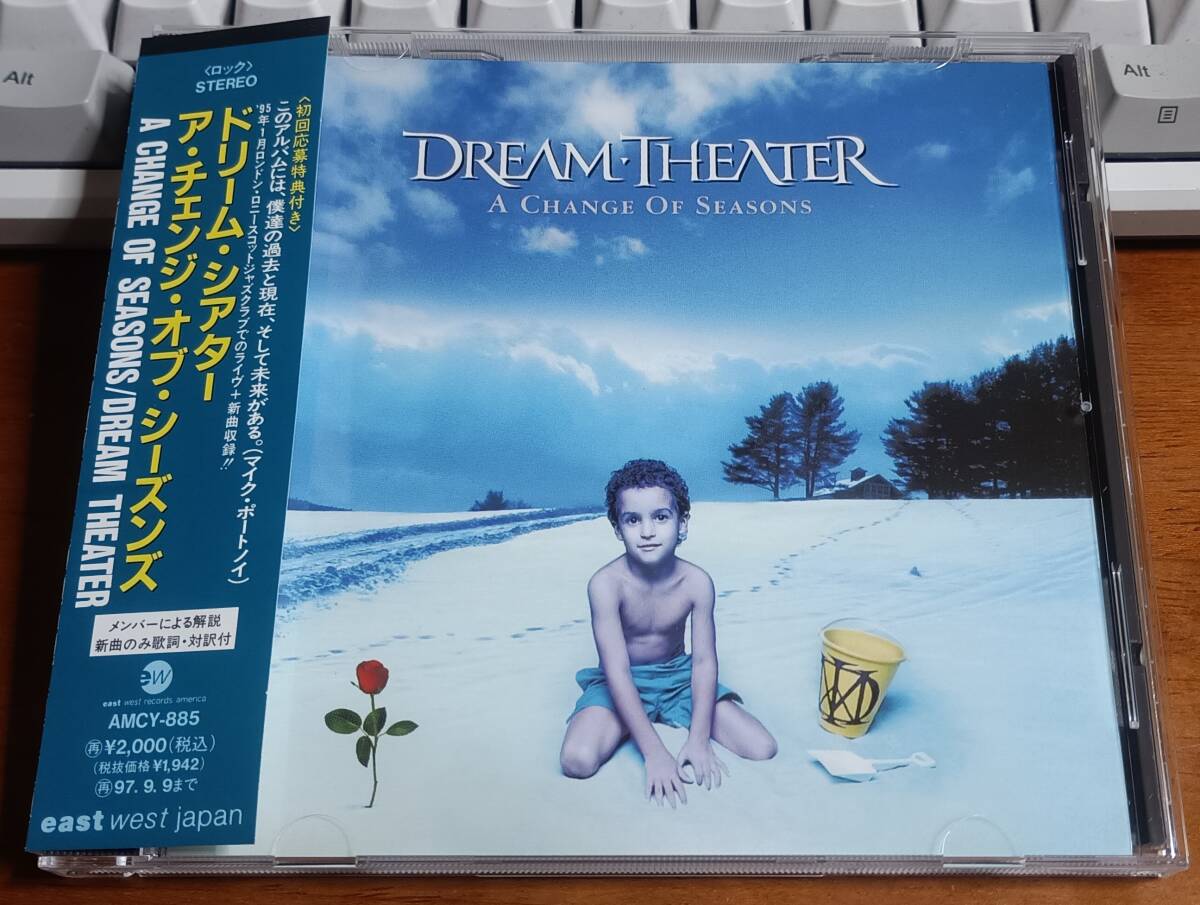 Alt
Alt
〈ロック〉
STEREO
〈初回応募特典付き〉
このアルバムには、僕達の過去と現在、そして未来がある。(マイク・ポートノイ)
'95年1月ロンドン・ロニースコットジャズクラブでのライヴ+新曲収録!!
ドリーム・シアター
ア・チェンジ・オブ・シーズンズ
A CHANGE OF SEASONS/DREAM THEATER
メンバーによる解説
新曲のみ歌詞・対訳付
ew
east west records america
AMCY-885
再¥2,000(税込)
(税抜価格¥1,942)
再97.9.9まで
east west japan
DREAM·THEATER
A CHANGE OF SEASONS